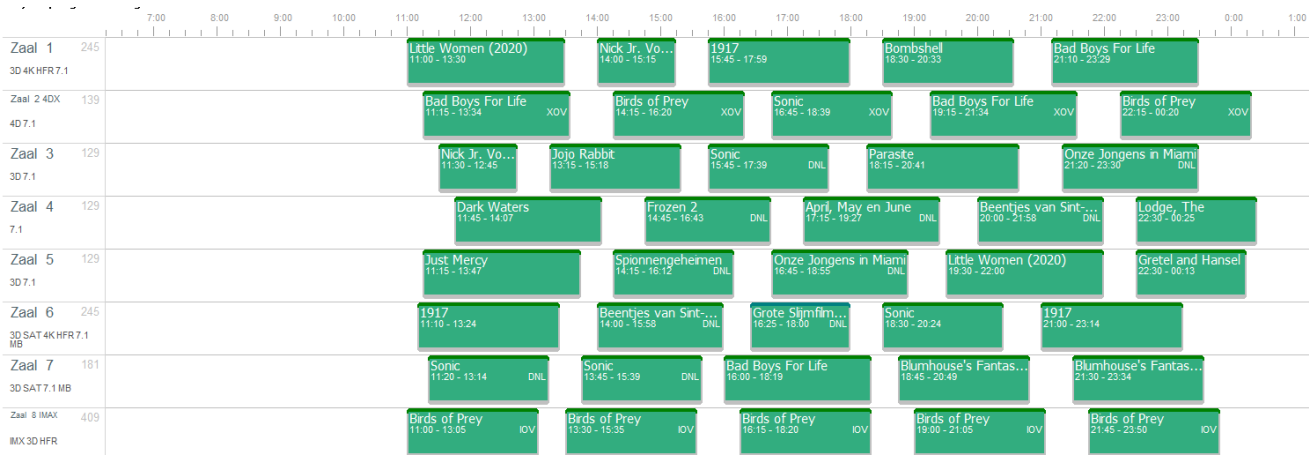 7:00 8:00 9:00 10:00 11:00 12:00 13:00 14:00 15:00 16:00 17:00 18:00 19:00 20:00 21:00 22:00 23:00 0:00 1:00
Zaal 1 245
3D 4K HFR 7.1
Little Women (2020)
11:00 - 13:30
Nick Jr. Vo...
14:00 - 15:15
1917
15:45 - 17:59
Bombshell
18:30 - 20:33
Bad Boys For Life
21:10 - 23:29
Zaal 2 4DX 139
4D 7.1
Bad Boys For Life
11:15 - 13:34 XOV
Birds of Prey
14:15 - 16:20 XOV
Sonic
16:45 - 18:39 XOV
Bad Boys For Life
19:15 - 21:34 XOV
Birds of Prey
22:15 - 00:20 XOV
Zaal 3 129
3D 7.1
Nick Jr. Vo...
11:30 - 12:45
Jojo Rabbit
13:15 - 15:18
Sonic
15:45 - 17:39 DNL
Parasite
18:15 - 20:41
Onze Jongens in Miami
21:20 - 23:30 DNL
Zaal 4 129
7.1
Dark Waters
11:45 - 14:07
Frozen 2
14:45 - 16:43 DNL
April, May en June
17:15 - 19:27 DNL
Beentjes van Sint-...
20:00 - 21:58 DNL
Lodge, The
22:30 - 00:25
Zaal 5 129
3D 7.1
Just Mercy
11:15 - 13:47
Spionnengeheimen
14:15 - 16:12 DNL
Onze Jongens in Miami
16:45 - 18:55 DNL
Little Women (2020)
19:30 - 22:00
Gretel and Hansel
22:30 - 00:13
Zaal 6 245
3D SAT 4K HFR 7.1
MB
1917
11:10 - 13:24
Beentjes van Sint-...
14:00 - 15:58 DNL
Grote Slijmfilm...
16:25 - 18:00 DNL
Sonic
18:30 - 20:24
1917
21:00 - 23:14
Zaal 7 181
3D SAT 7.1 MB
Sonic
11:20 - 13:14 DNL
Sonic
13:45 - 15:39 DNL
Bad Boys For Life
16:00 - 18:19
Blumhouse's Fantas...
18:45 - 20:49
Blumhouse's Fantas...
21:30 - 23:34
Zaal 8 IMAX 409
IMX 3D HFR
Birds of Prey
11:00 - 13:05 IOV
Birds of Prey
13:30 - 15:35 IOV
Birds of Prey
16:15 - 18:20 IOV
Birds of Prey
19:00 - 21:05 IOV
Birds of Prey
21:45 - 23:50 IOV